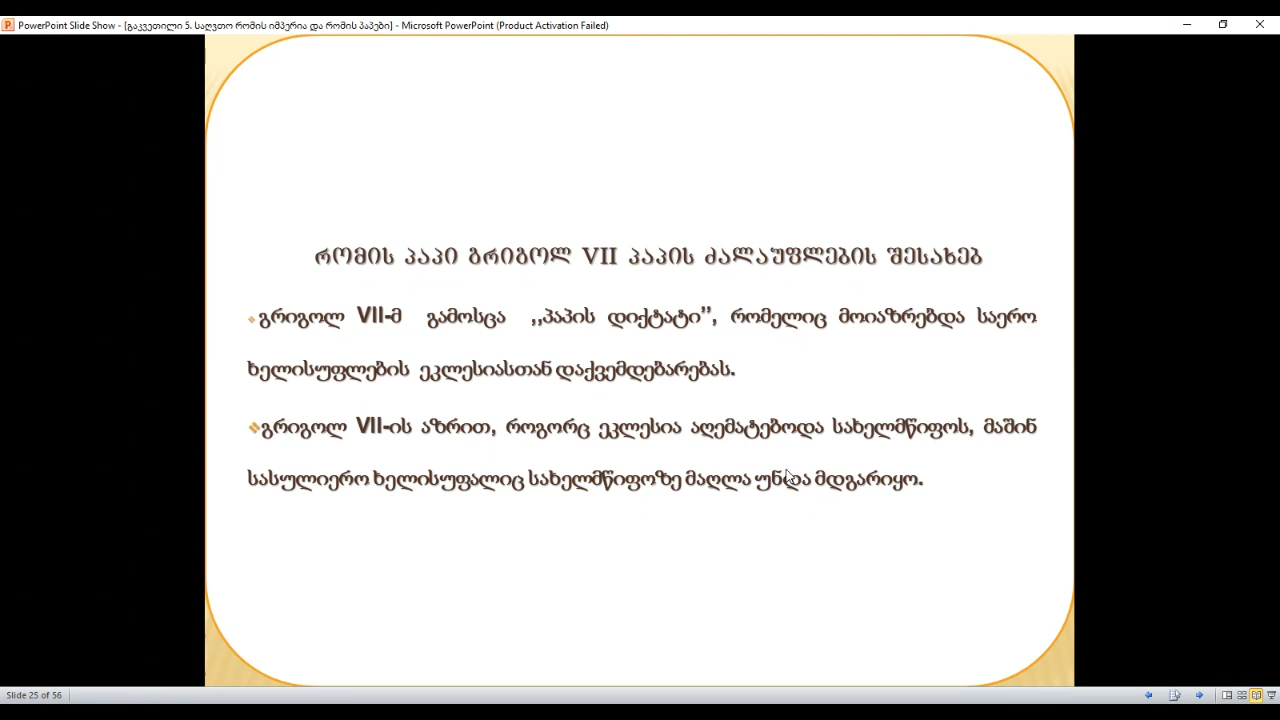 PowerPoint Slide Show - [გაკვეთილი 5. საღვთო რომის იმპერია და რომის პაპები] - Microsoft PowerPoint (Product Activation Failed)
რომის პაპი გრიგოლ VII პაპის ძალაუფლების შესახებ
გრიგოლ VII-მ გამოსცა ,,პაპის დიქტატი”, რომელიც მოიაზრებდა საერო
ხელისუფლების ეკლესიასთან დაქვემდებარებას.
გრიგოლ VII-ის აზრით, როგორც ეკლესია აღემატებოდა სახელმწიფოს, მაშინ
სასულიერო ხელისუფალიც სახელმწიფოზე მაღლა უნდა მდგარიყო.
Slide 25 of 56